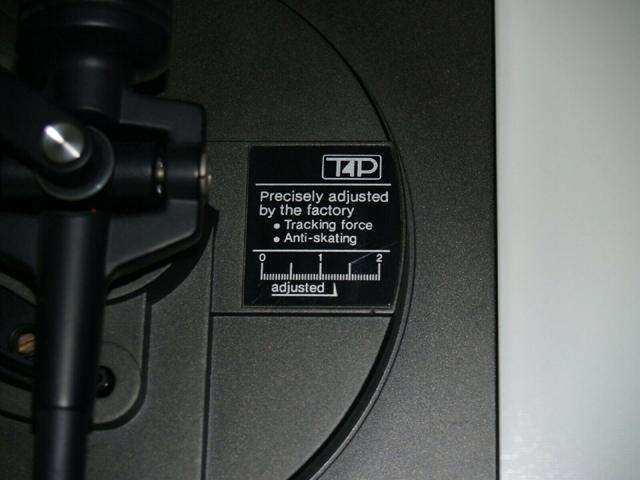 T4P
Precisely adjusted
by the factory
• Tracking force
• Anti-skating
0 1 2
adjusted